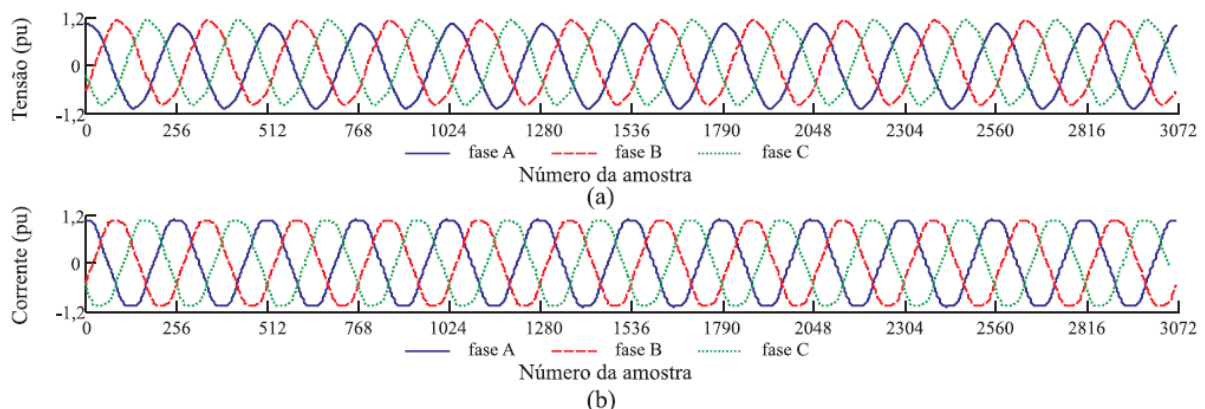 Tensão (pu)
1,2
0
-1,2
0 256 512 768 1024 1280 1536 1790 2048 2304 2560 2816 3072
fase A fase B fase C
Número da amostra
(a)
Corrente (pu)
1,2
0
-1,2
0 256 512 768 1024 1280 1536 1790 2048 2304 2560 2816 3072
fase A fase B fase C
Número da amostra
(b)